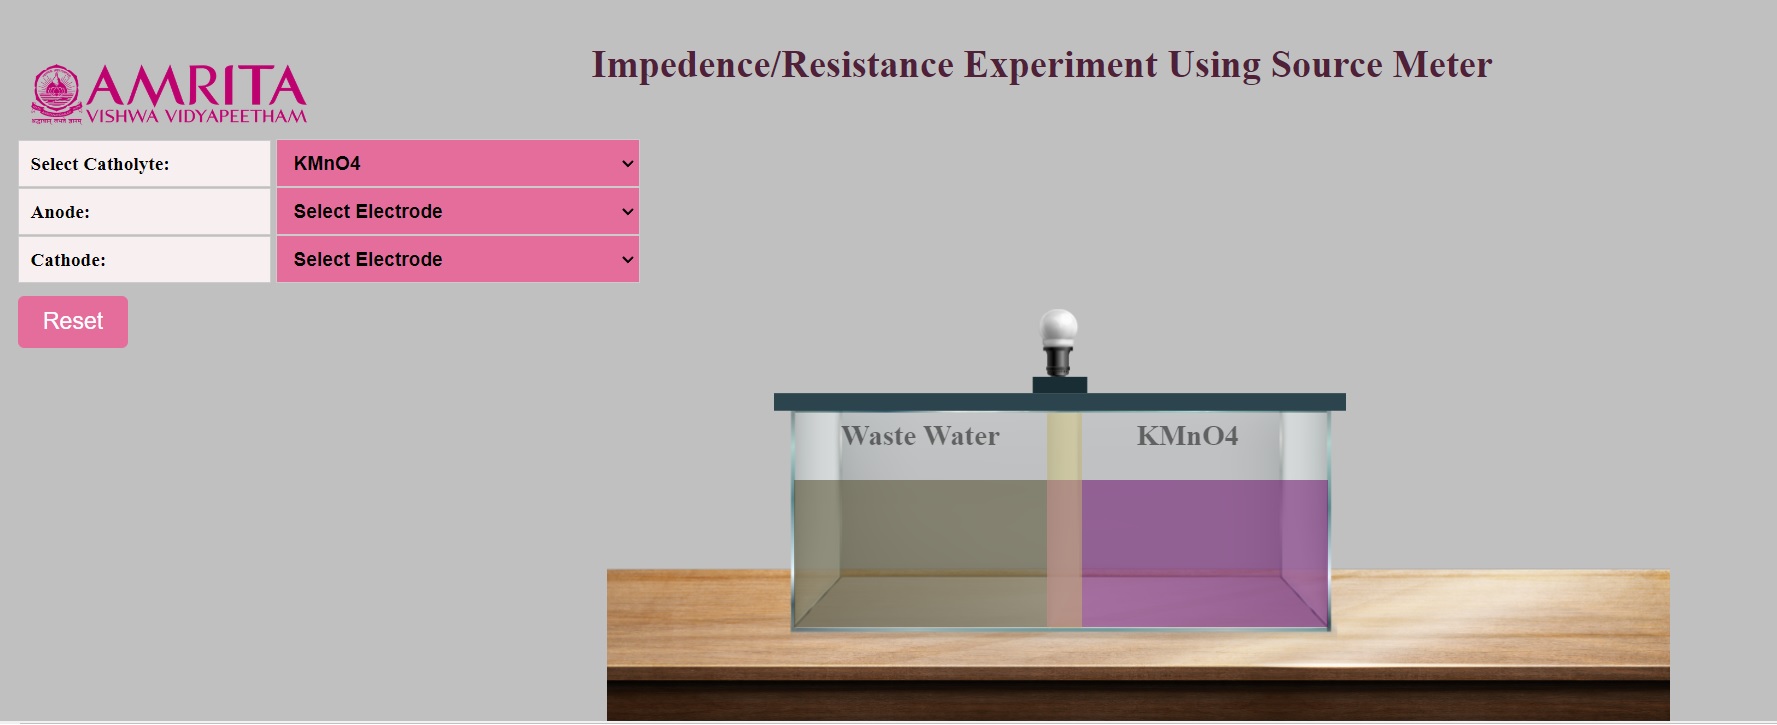 Impedence/Resistance Experiment Using Source Meter
AMRITA
VISHWA VIDYAPEETHAM
Select Catholyte: KMnO4
Anode: Select Electrode
Cathode: Select Electrode
Reset
Waste Water KMnO4